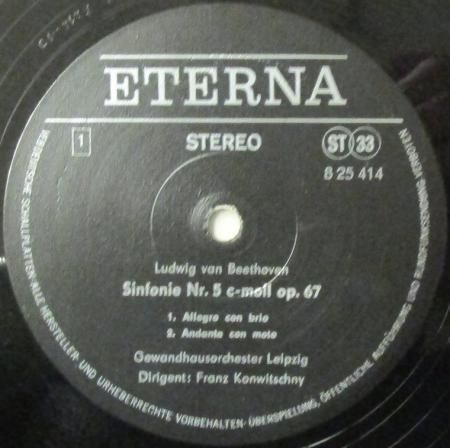 ETERNA
1
STEREO
ST 33
8 25 414
Ludwig van Beethoven
Sinfonie Nr. 5 c-moll op. 67
1. Allegro con brio
2. Andante con moto
Gewandhausorchester Leipzig
Dirigent: Franz Konwitschny
SCHALLPLATTEN·ALLE HERSTELLER- UND URHEBERRECHTE VORBEHALTEN·ÜBERSPIELUNG, ÖFFENTLICHE AUFFÜHRUNG UND VERBOTEN